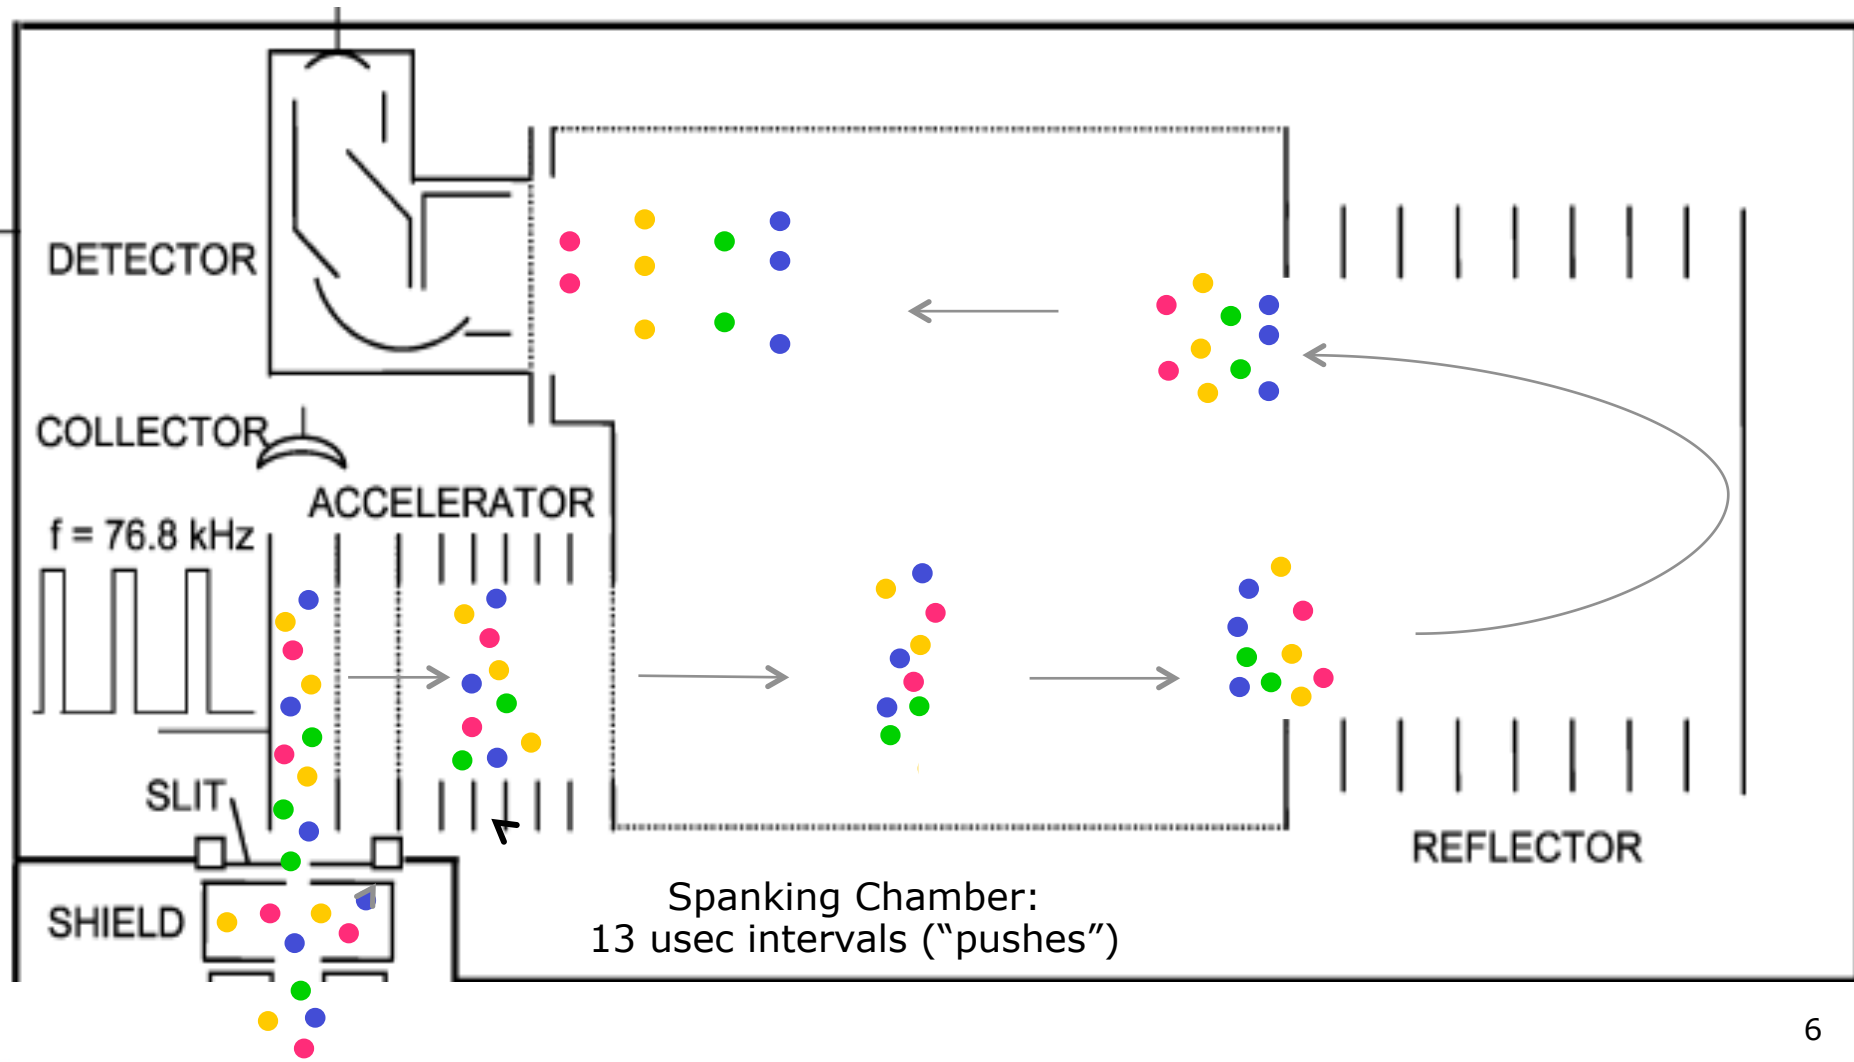 DETECTOR
COLLECTOR
ACCELERATOR
f = 76.8 kHz
SLIT
REFLECTOR
SHIELD
Spanking Chamber:
13 usec intervals (“pushes”)
6